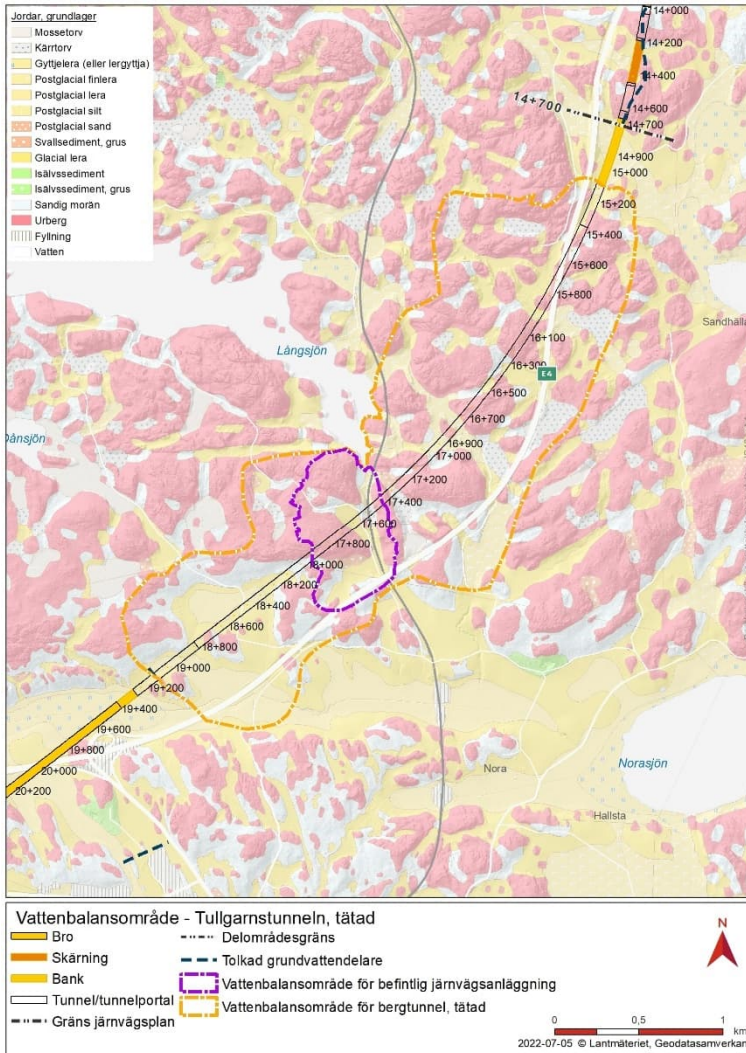 Jordar, grundlager
Mossetorv
Kärrtorv
Gyttjelera (eller lergyttja)
Postglacial finlera
Postglacial lera
Postglacial silt
Postglacial sand
Svallsediment, grus
Glacial lera
Isälvssediment
Isälvssediment, grus
Sandig morän
Urberg
Fyllning
Vatten
14+000
14+200
14+400
14+600
14+700
14+700
14+900
15+000
15+200
15+400
15+600
15+800
Sandhälla
16+100
Långsjön
16+300
E4
16+500
16+700
16+900
17+000
17+200
17+400
17+600
17+800
18+000
18+200
18+400
18+600
18+800
19+000
19+200
19+400
19+600
19+800
20+000
20+200
Nora
Norasjön
Hallsta
Vattenbalansområde - Tullgarnstunneln, tätad
Bro
Skärning
Bank
Tunnel/tunnelportal
Gräns järnvägsplan
Delområdesgräns
Tolkad grundvattendelare
Vattenbalansområde för befintlig järnvägsanläggning
Vattenbalansområde för bergtunnel, tätad
N
0 0,5 1
km
2022-07-05 © Lantmäteriet, Geodatasamverkan